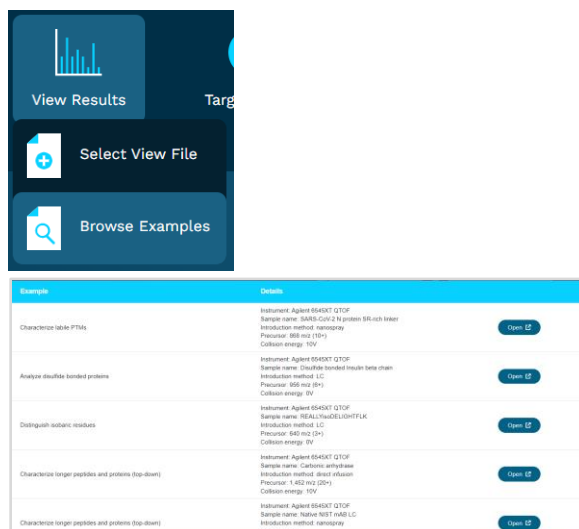 View Results
Targ
Select View File
Browse Examples
Example Details
Characterize labile PTMs
Instrument: Agilent 6545XT QTOF
Sample name: SARS-CoV-2 N protein SR-rich linker
Introduction method: nanospray
Precursor: 866 m/z (10+)
Collision energy: 10V
Open
Analyze disulfide bonded proteins
Instrument: Agilent 6545XT QTOF
Sample name: Disulfide bonded Insulin beta chain
Introduction method: LC
Precursor: 956 m/z (6+)
Collision energy: 0V
Open
Distinguish isobaric residues
Instrument: Agilent 6545XT QTOF
Sample name: REALLYisoDELIGHTFLK
Introduction method: LC
Precursor: 640 m/z (3+)
Collision energy: 0V
Open
Characterize longer peptides and proteins (top-down)
Instrument: Agilent 6545XT QTOF
Sample name: Carbonic anhydrase
Introduction method: direct infusion
Precursor: 1,452 m/z (20+)
Collision energy: 10V
Open
Characterize longer peptides and proteins (top-down)
Instrument: Agilent 6545XT QTOF
Sample name: Native NIST mAB LC
Introduction method: nanospray
Open